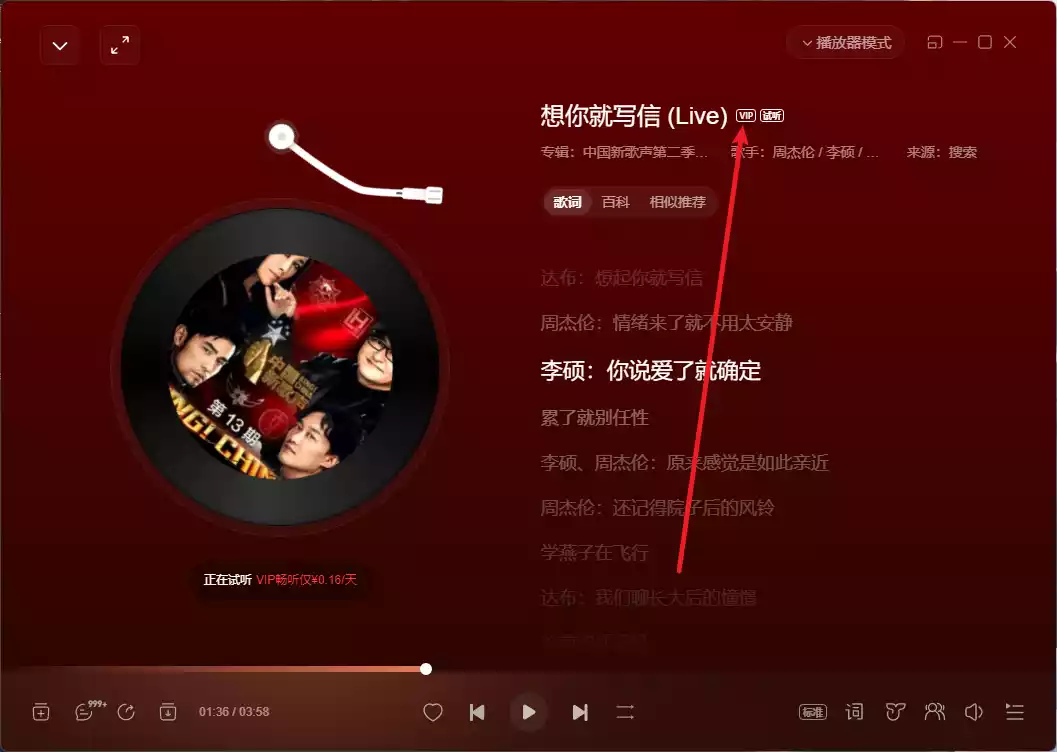 播放器模式
想你就写信 (Live) VIP 试听
专辑：中国新歌声第二季... 歌手：周杰伦 / 李硕 / ... 来源：搜索
歌词 百科 相似推荐
达布：想起你就写信
周杰伦：情绪来了就不用太安静
李硕：你说爱了就确定
累了就别任性
李硕、周杰伦：原来感觉是如此亲近
周杰伦：还记得院子后的风铃
学燕子在飞行
达布：我们聊长大后的憧憬
中国新歌声
第13期
正在试听 VIP畅听仅¥0.16/天
999+
01:36 / 03:58
标准
词